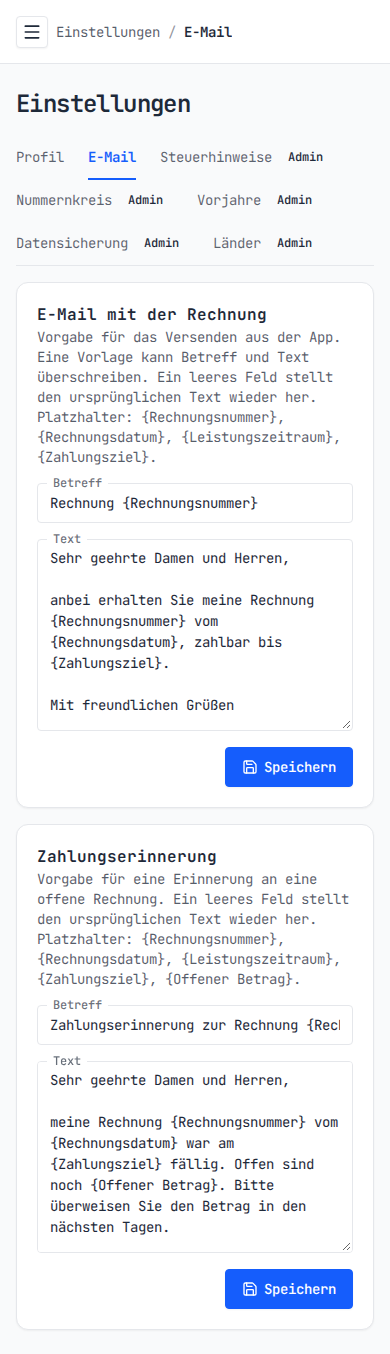 Einstellungen / E-Mail
Einstellungen
Profil E-Mail Steuerhinweise Admin
Nummernkreis Admin Vorjahre Admin
Datensicherung Admin Länder Admin
E-Mail mit der Rechnung
Vorgabe für das Versenden aus der App.
Eine Vorlage kann Betreff und Text
überschreiben. Ein leeres Feld stellt
den ursprünglichen Text wieder her.
Platzhalter: {Rechnungsnummer},
{Rechnungsdatum}, {Leistungszeitraum},
{Zahlungsziel}.
Betreff
Rechnung {Rechnungsnummer}
Text
Sehr geehrte Damen und Herren,
anbei erhalten Sie meine Rechnung
{Rechnungsnummer} vom
{Rechnungsdatum}, zahlbar bis
{Zahlungsziel}.
Mit freundlichen Grüßen
Speichern
Zahlungserinnerung
Vorgabe für eine Erinnerung an eine
offene Rechnung. Ein leeres Feld stellt
den ursprünglichen Text wieder her.
Platzhalter: {Rechnungsnummer},
{Rechnungsdatum}, {Leistungszeitraum},
{Zahlungsziel}, {Offener Betrag}.
Betreff
Zahlungserinnerung zur Rechnung
Text
Sehr geehrte Damen und Herren,
meine Rechnung {Rechnungsnummer} vom
{Rechnungsdatum} war am
{Zahlungsziel} fällig. Offen sind
noch {Offener Betrag}. Bitte
überweisen Sie den Betrag in den
nächsten Tagen.
Speichern